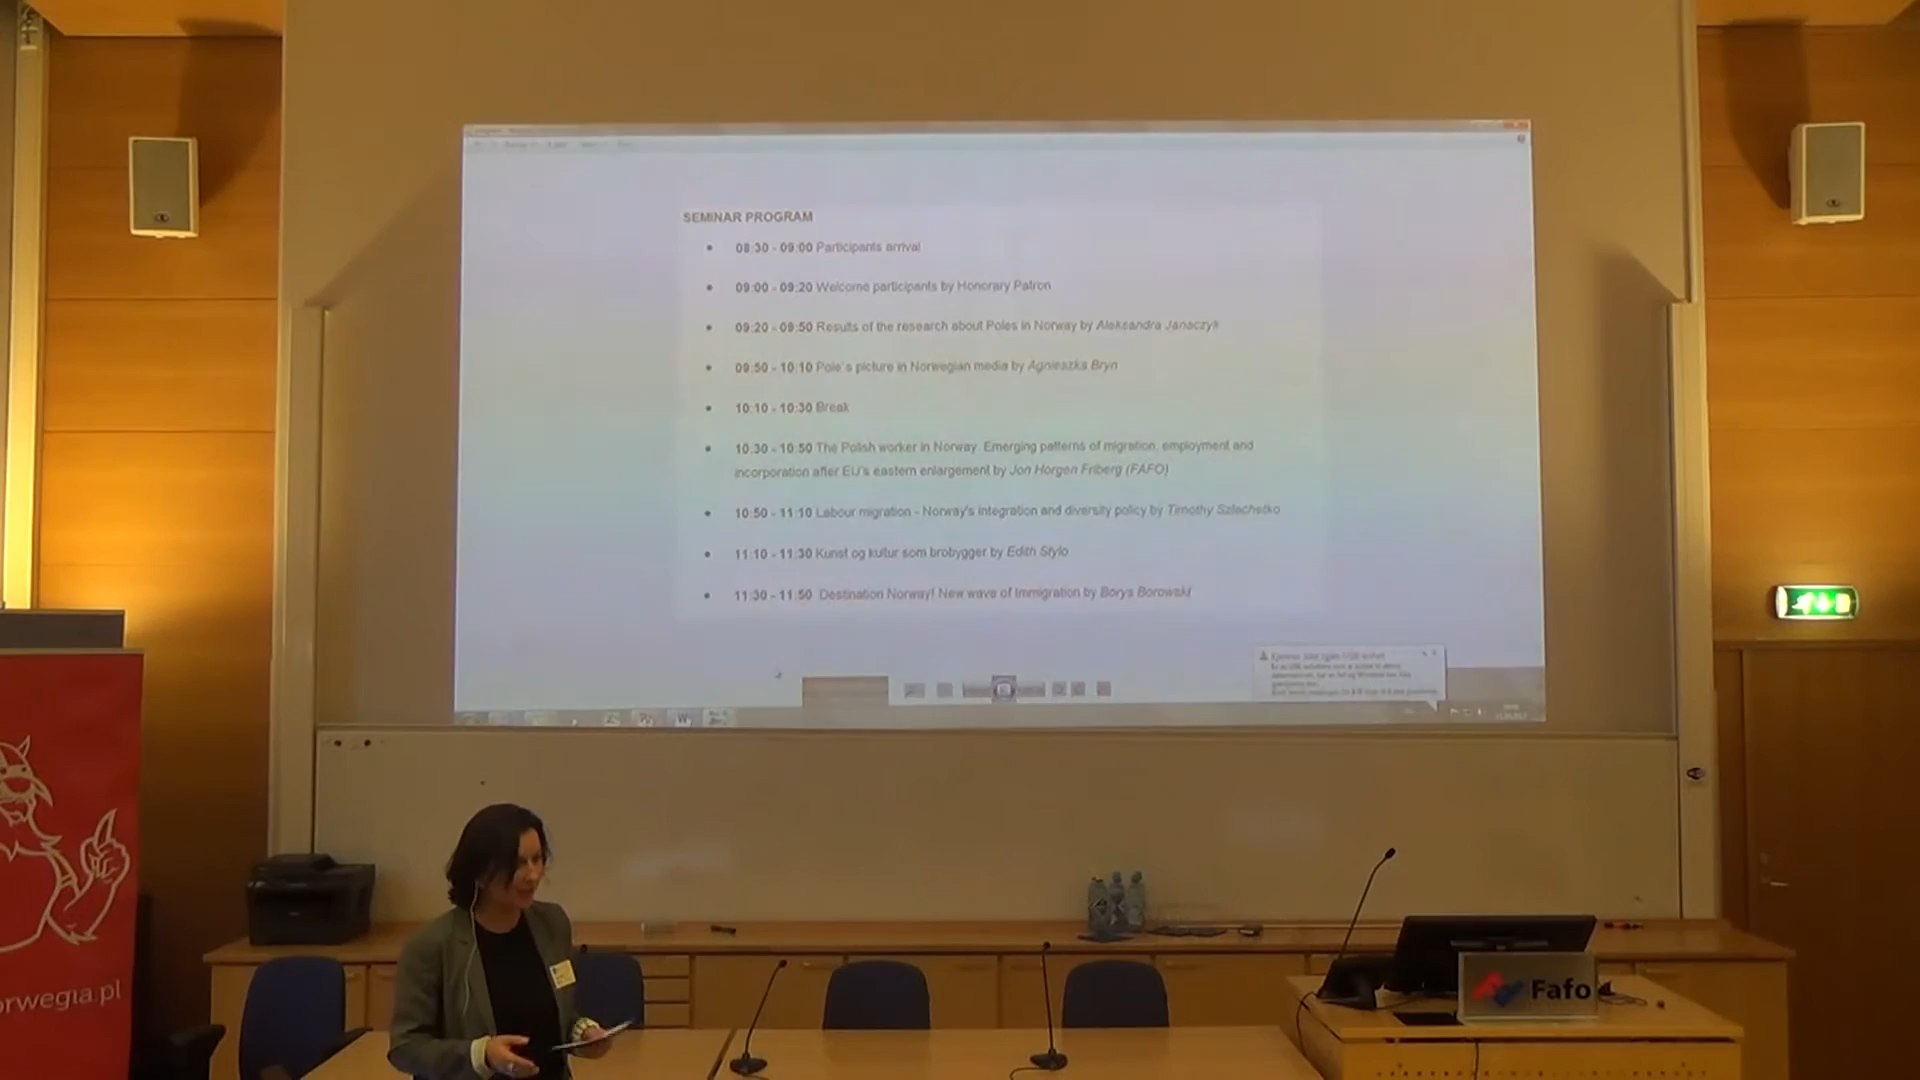 SEMINAR PROGRAM
• 08:30 - 09:00 Participants arrival
• 09:00 - 09:20 Welcome participants by Honorary Patron
• 09:20 - 09:50 Results of the research about Poles in Norway by Aleksandra Janaczyk
• 09:50 - 10:10 Pole's picture in Norwegian media by Agnieszka Bryn
• 10:10 - 10:30 Break
• 10:30 - 10:50 The Polish worker in Norway. Emerging patterns of migration, employment and
incorporation after EU's eastern enlargement by Jon Horgen Friberg (FAFO)
• 10:50 - 11:10 Labour migration - Norway's integration and diversity policy by Timothy Szlachetko
• 11:10 - 11:30 Kunst og kultur som brobygger by Edith Stylo
• 11:30 - 11:50 Destination Norway! New wave of Immigration by Borys Borowski
orwegia.pl
Fafo